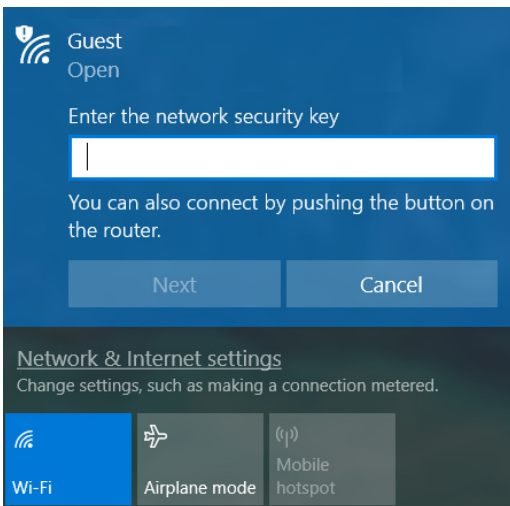 Guest
Open
Enter the network security key
You can also connect by pushing the button on
the router.
Next
Cancel
Network & Internet settings
Change settings, such as making a connection metered.
Wi-Fi
Airplane mode
Mobile
hotspot